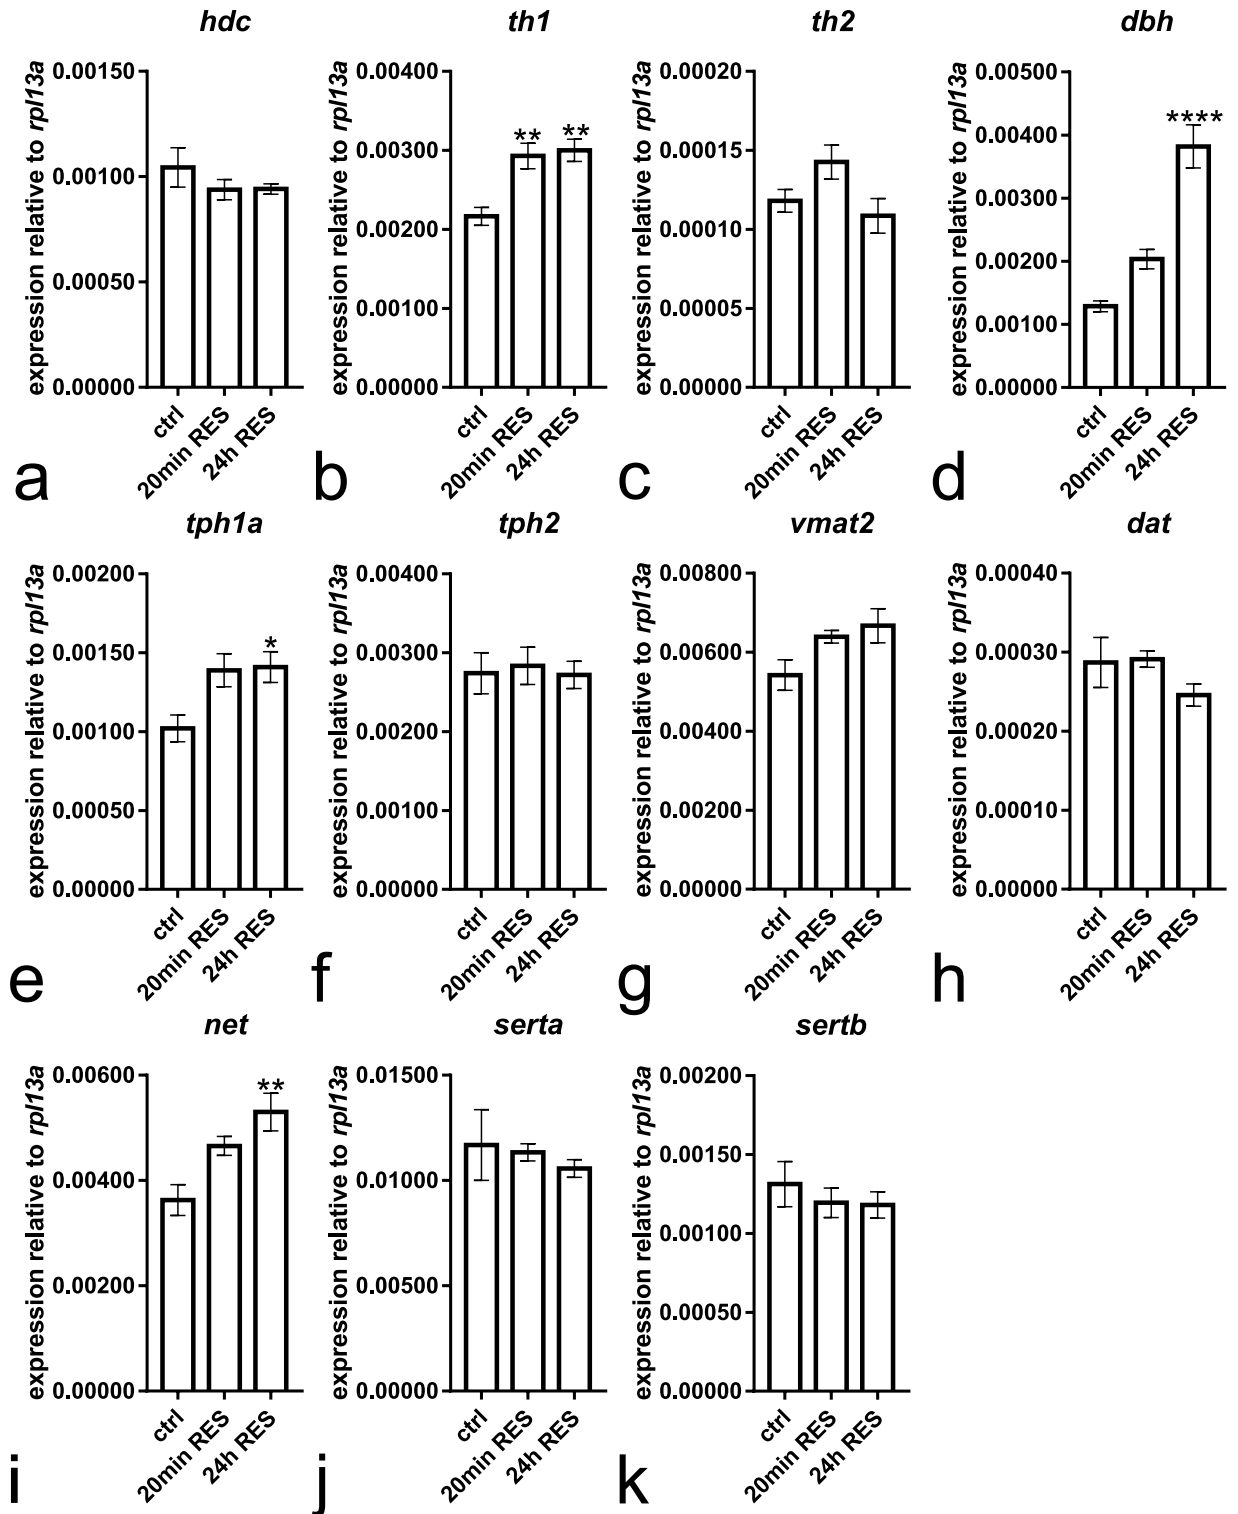 hdc
expression relative to rpl13a
0.00150
0.00100
0.00050
0.00000
ctrl
20min RES
24h RES
a
th1
expression relative to rpl13a
0.00400
0.00300
0.00200
0.00100
0.00000
**
**
ctrl
20min RES
24h RES
b
th2
expression relative to rpl13a
0.00020
0.00015
0.00010
0.00005
0.00000
ctrl
20min RES
24h RES
c
dbh
expression relative to rpl13a
0.00500
0.00400
0.00300
0.00200
0.00100
0.00000
****
ctrl
20min RES
24h RES
d
tph1a
expression relative to rpl13a
0.00200
0.00150
0.00100
0.00050
0.00000
*
ctrl
20min RES
24h RES
e
tph2
expression relative to rpl13a
0.00400
0.00300
0.00200
0.00100
0.00000
ctrl
20min RES
24h RES
f
vmat2
expression relative to rpl13a
0.00800
0.00600
0.00400
0.00200
0.00000
ctrl
20min RES
24h RES
g
dat
expression relative to rpl13a
0.00040
0.00030
0.00020
0.00010
0.00000
ctrl
20min RES
24h RES
h
net
expression relative to rpl13a
0.00600
0.00400
0.00200
0.00000
**
ctrl
20min RES
24h RES
i
serta
expression relative to rpl13a
0.01500
0.01000
0.00500
0.00000
ctrl
20min RES
24h RES
j
sertb
expression relative to rpl13a
0.00200
0.00150
0.00100
0.00050
0.00000
ctrl
20min RES
24h RES
k